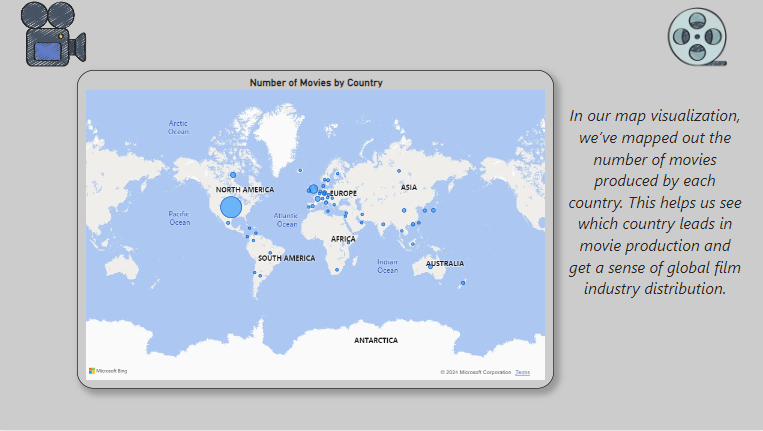 Number of Movies by Country
Arctic
Ocean
NORTH AMERICA
EUROPE
ASIA
Pacific
Ocean
Atlantic
Ocean
AFRICA
SOUTH AMERICA
Indian
Ocean
AUSTRALIA
ANTARCTICA
Microsoft Bing
© 2024 Microsoft Corporation Terms
In our map visualization,
we've mapped out the
number of movies
produced by each
country. This helps us see
which country leads in
movie production and
get a sense of global film
industry distribution.